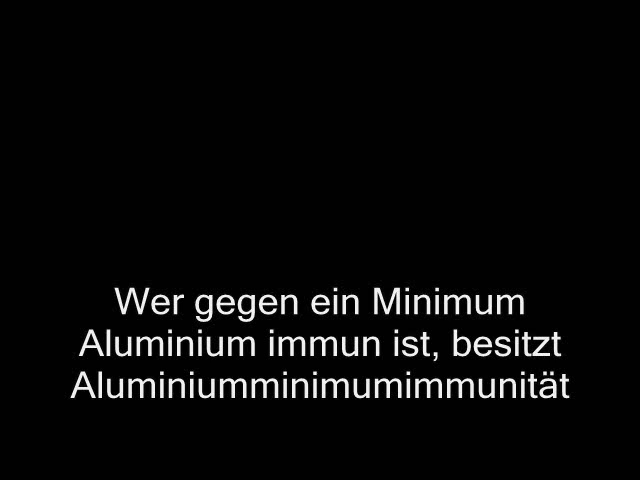 Wer gegen ein Minimum
Aluminium immun ist, besitzt
Aluminiumminimumimmunität